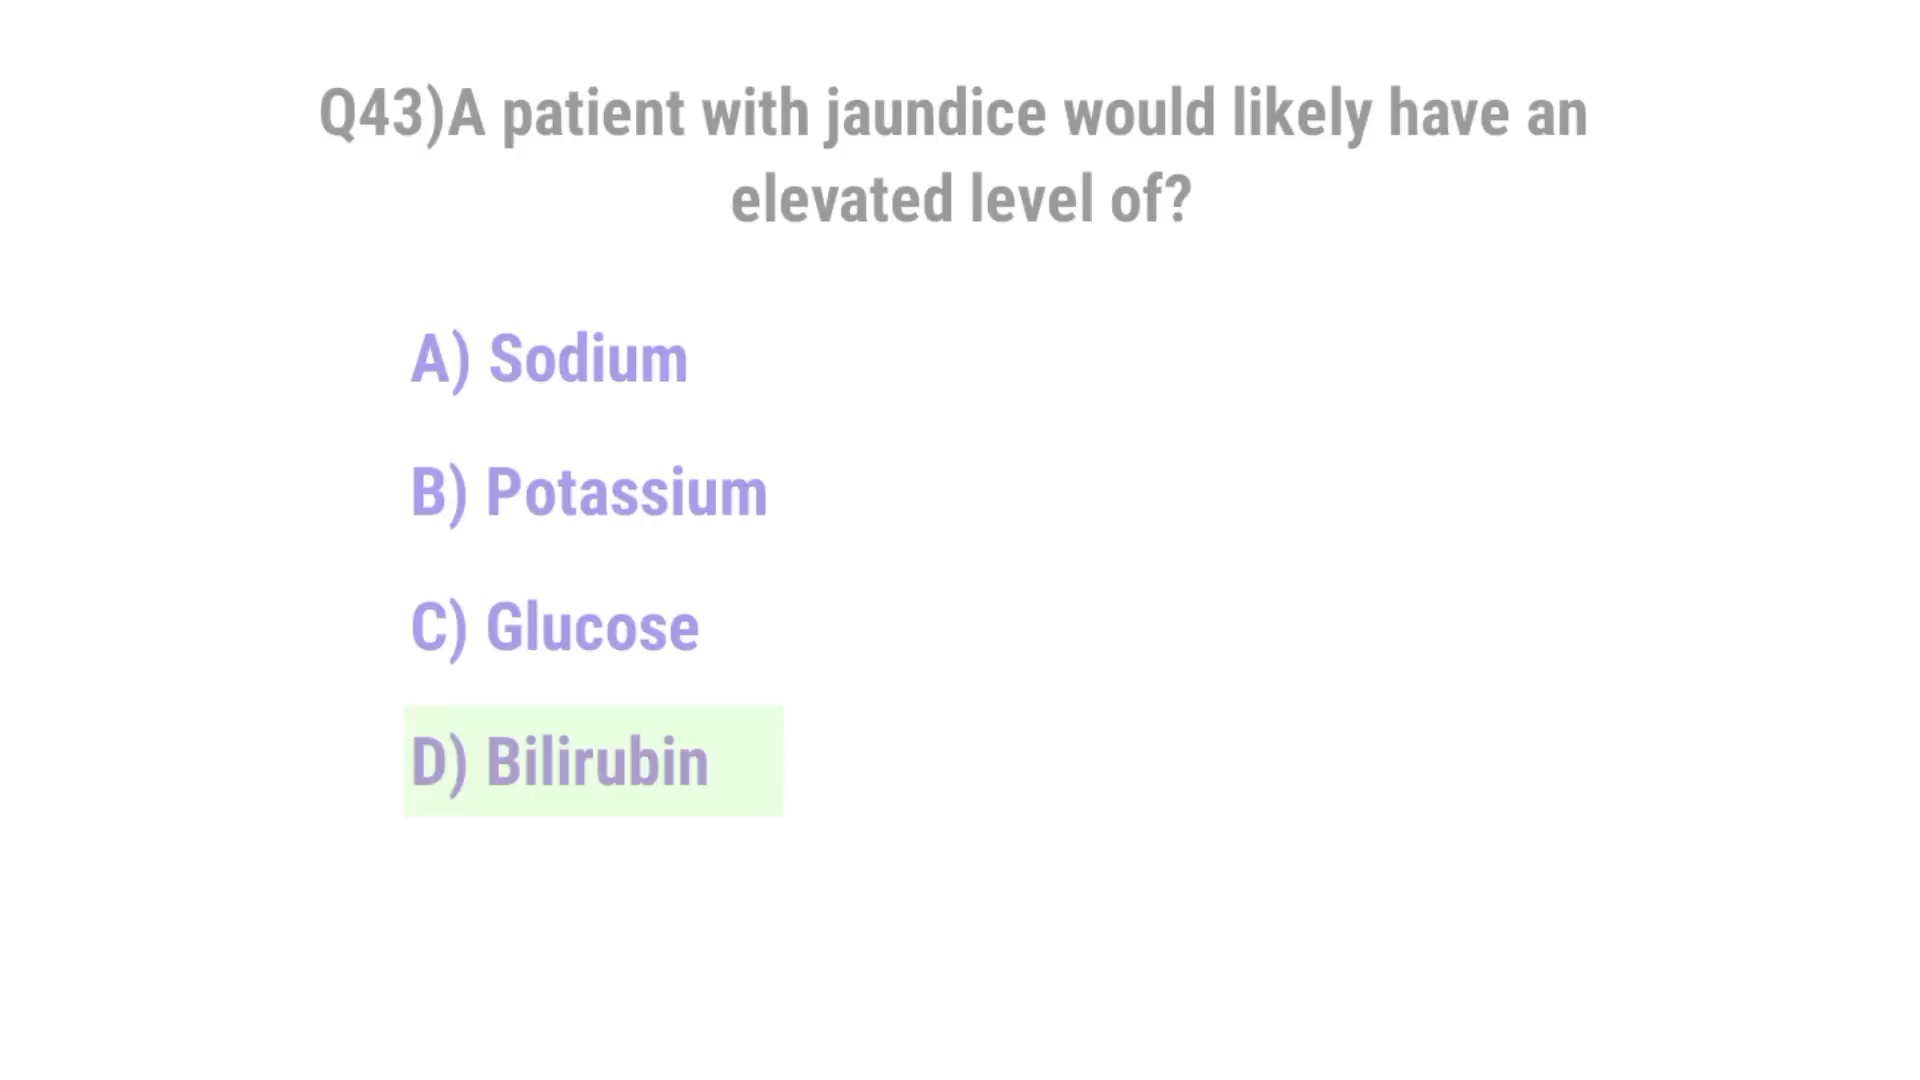 Q43)A patient with jaundice would likely have an
elevated level of?
A) Sodium
B) Potassium
C) Glucose
D) Bilirubin